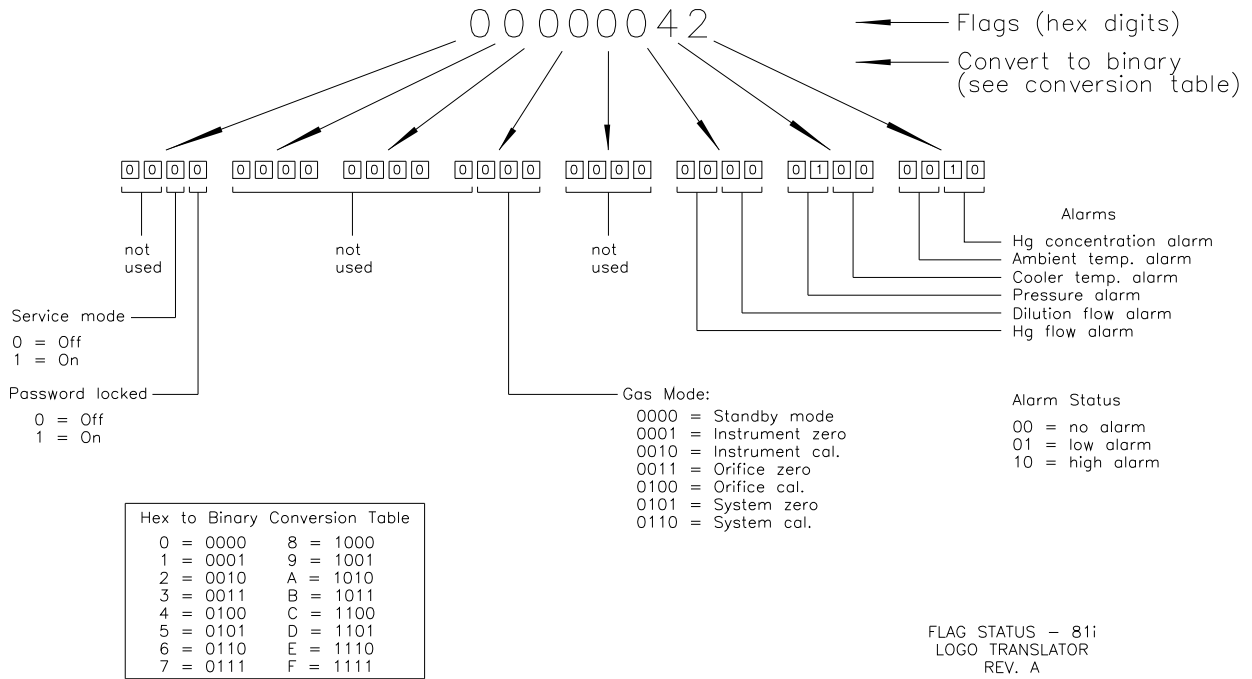 00000042
Flags (hex digits)
Convert to binary
(see conversion table)
0000 0000 0000 0000 0000 0000 0100 0010
not
used
not
used
not
used
Alarms
Hg concentration alarm
Ambient temp. alarm
Cooler temp. alarm
Pressure alarm
Dilution flow alarm
Hg flow alarm
Service mode
0 = Off
1 = On
Password locked
0 = Off
1 = On
Gas Mode:
0000 = Standby mode
0001 = Instrument zero
0010 = Instrument cal.
0011 = Orifice zero
0100 = Orifice cal.
0101 = System zero
0110 = System cal.
Alarm Status
00 = no alarm
01 = low alarm
10 = high alarm
Hex to Binary Conversion Table
0 = 0000 8 = 1000
1 = 0001 9 = 1001
2 = 0010 A = 1010
3 = 0011 B = 1011
4 = 0100 C = 1100
5 = 0101 D = 1101
6 = 0110 E = 1110
7 = 0111 F = 1111
FLAG STATUS - 81i
LOGO TRANSLATOR
REV. A